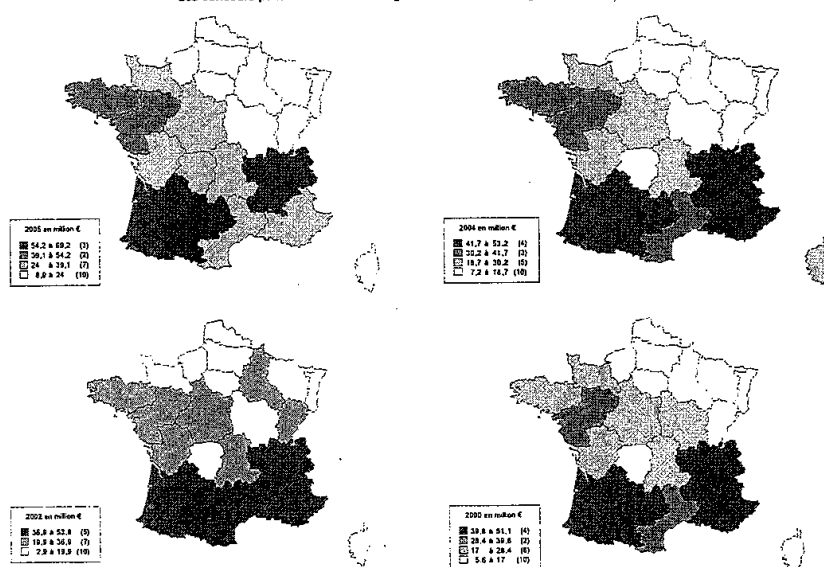 2005 en million €
54,2 à 69,2 (3)
39,1 à 54,2 (2)
24 à 39,1 (7)
8,9 à 24 (10)
2004 en million €
41,7 à 53,2 (4)
30,2 à 41,7 (3)
18,7 à 30,2 (5)
7,2 à 18,7 (10)
2002 en million €
36,9 à 53,8 (5)
19,9 à 36,9 (7)
2,9 à 19,9 (10)
2000 en million €
39,8 à 51,1 (4)
28,4 à 39,8 (2)
17 à 28,4 (6)
5,6 à 17 (10)